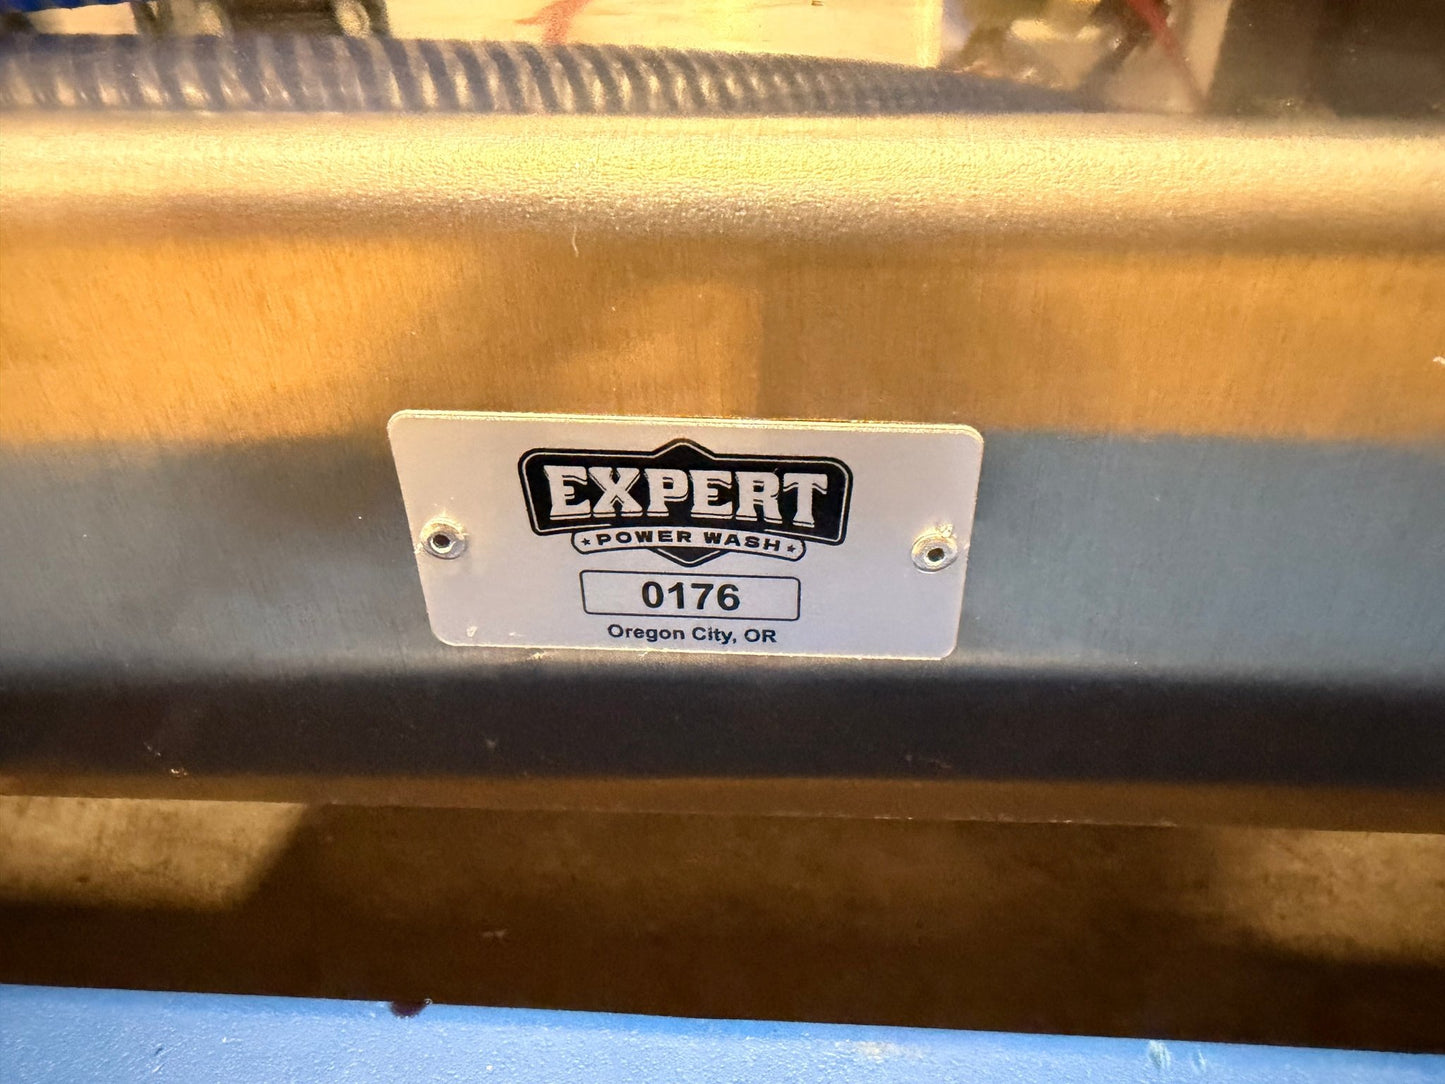 EXPERT
★ POWER WASH ★
0176
Oregon City, OR